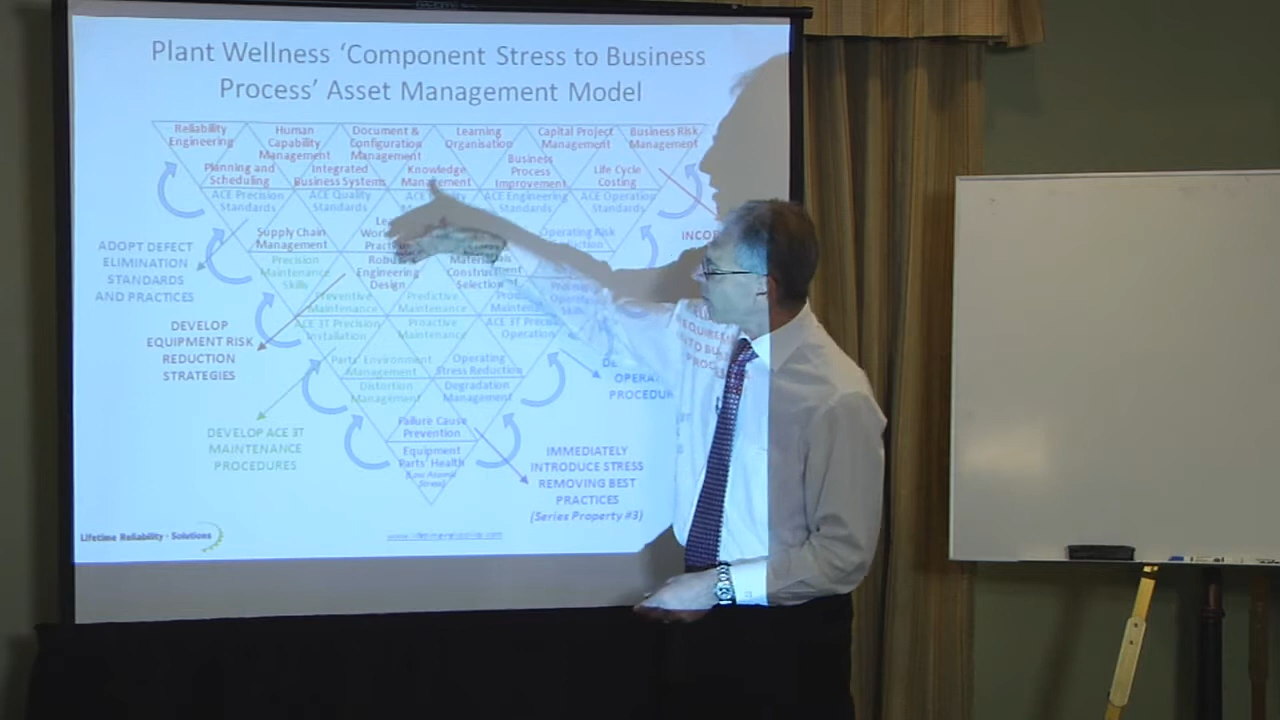 Plant Wellness ‘Component Stress to Business
Process’ Asset Management Model
Reliability
Engineering
Human
Capability
Management
Document &
Configuration
Management
Learning
Organisation
Capital Project
Management
Business Risk
Management
Planning and
Scheduling
Integrated
Business Systems
Knowledge
Management
Business
Process
Improvement
Life Cycle
Costing
ACE Precision
Standards
ACE Quality
Standards
ACE
ACE Engineering
Standards
ACE Operation
Standards
Supply Chain
Management
Operating Risk
Precision
Maintenance
Skills
Engineering
Design
Selection
Preventive
Maintenance
Predictive
Maintenance
ACE 3T Precision
Installation
Proactive
Maintenance
ACE 3T
Operation
Parts' Environment
Management
Operating
Stress Reduction
Distortion
Management
Degradation
Management
Failure Cause
Prevention
Equipment
Parts' Health
(Low Atomic
Stress)
ADOPT DEFECT
ELIMINATION
STANDARDS
AND PRACTICES
DEVELOP
EQUIPMENT RISK
REDUCTION
STRATEGIES
DEVELOP ACE 3T
MAINTENANCE
PROCEDURES
IMMEDIATELY
INTRODUCE STRESS
REMOVING BEST
PRACTICES
(Series Property #3)
Lifetime Reliability - Solutions